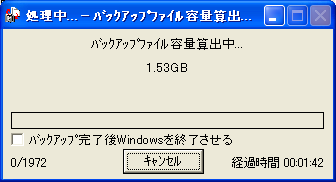 処理中... － ﾊﾞｯｸｱｯﾌﾟﾌｧｲﾙ容量算出...
ﾊﾞｯｸｱｯﾌﾟﾌｧｲﾙ容量算出中...
1.53GB
ﾊﾞｯｸｱｯﾌﾟ完了後Windowsを終了させる
0/1972
ｷｬﾝｾﾙ
経過時間 00:01:42